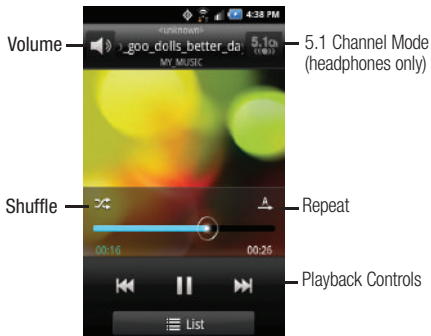 4:38 PM
Volume
<unknown>
_goo_dolls_better_da
5.1ch
MY_MUSIC
5.1 Channel Mode
(headphones only)
Shuffle
A
Repeat
00:16
00:26
Playback Controls
List